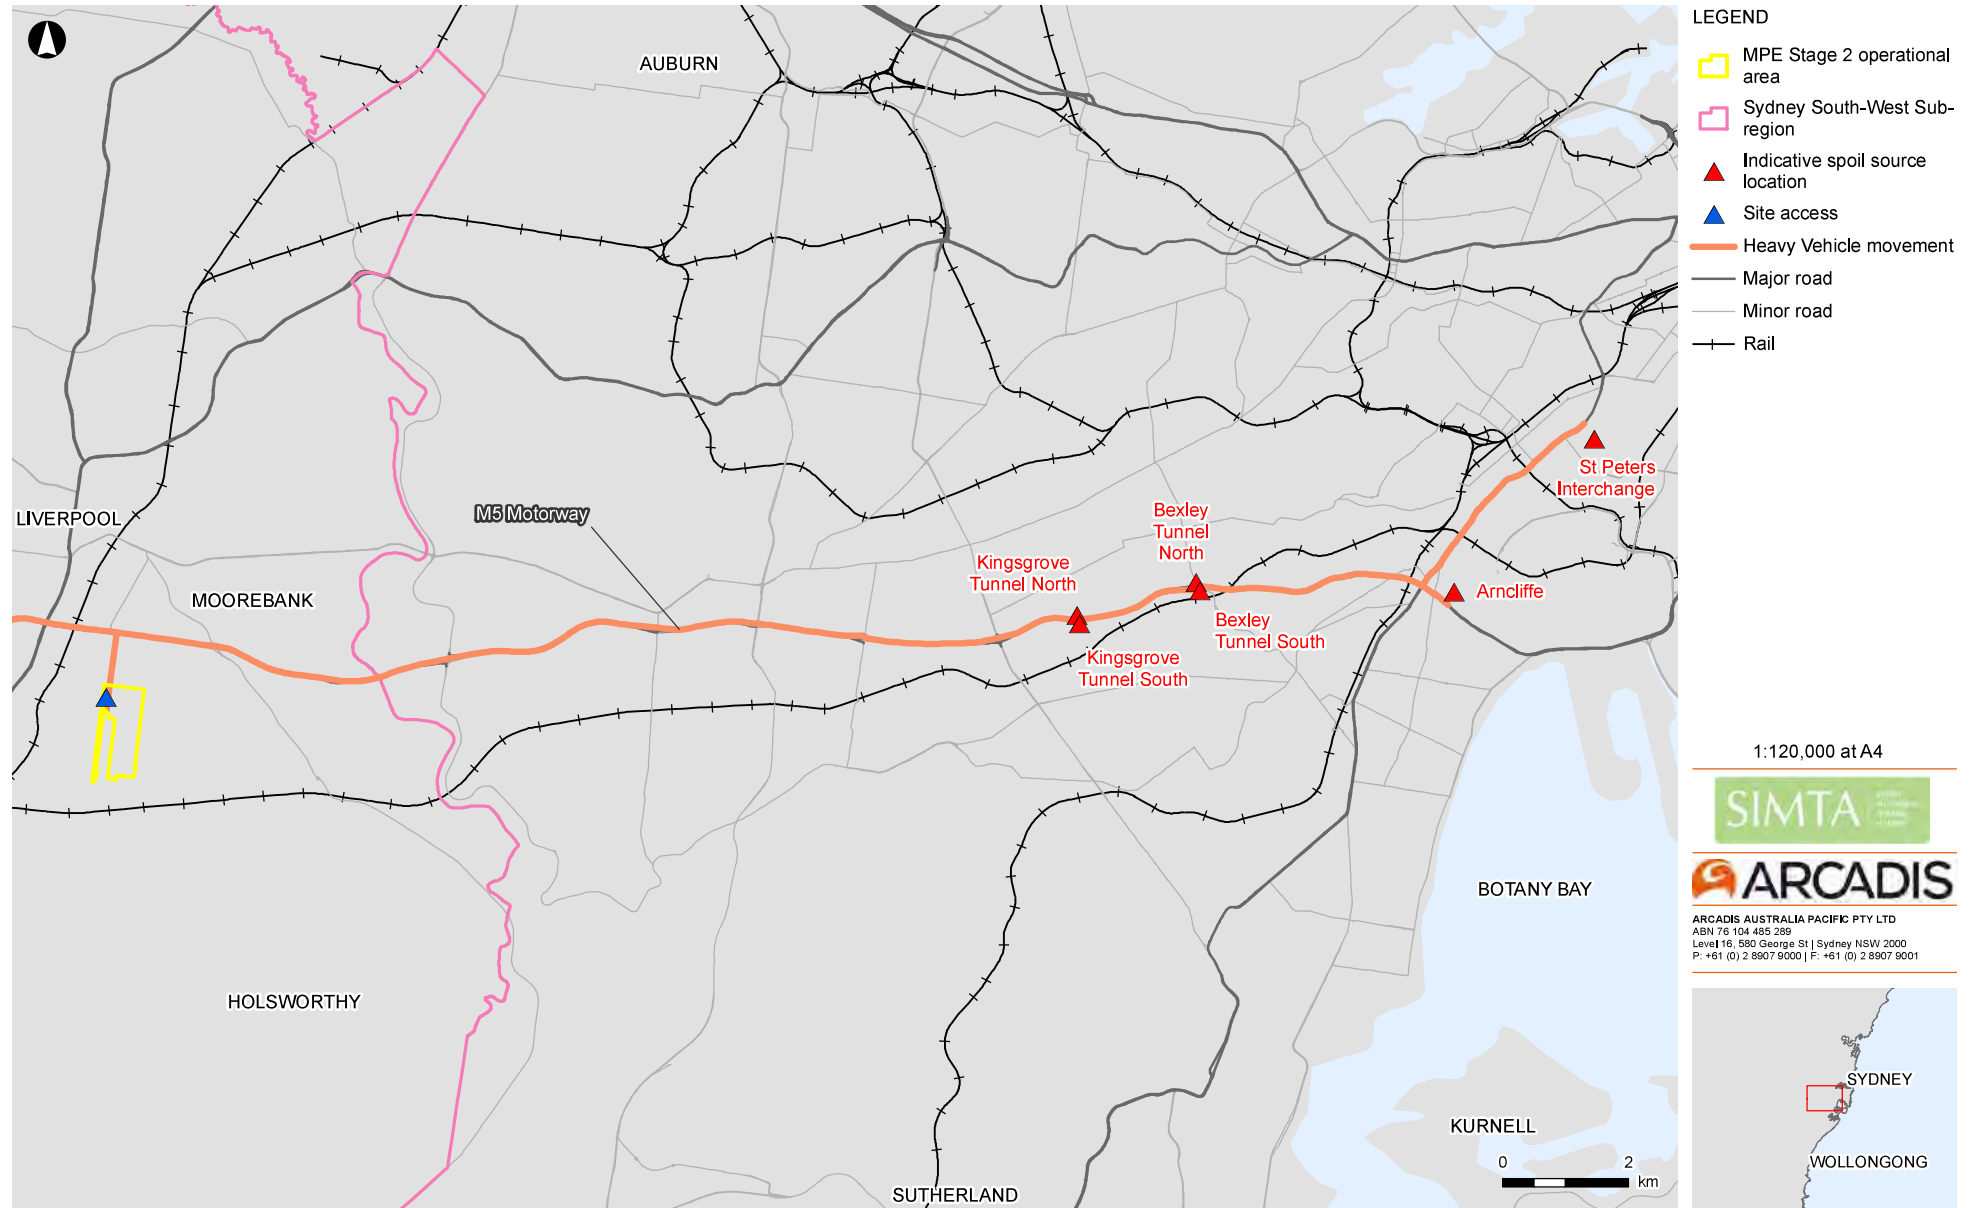 AUBURN
LIVERPOOL
MOOREBANK
M5 Motorway
Kingsgrove
Tunnel North
Bexley
Tunnel
North
Kingsgrove
Tunnel South
Bexley
Tunnel South
St Peters
Interchange
Arncliffe
HOLSWORTHY
BOTANY BAY
KURNELL
SUTHERLAND
0 2
km
LEGEND
MPE Stage 2 operational
area
Sydney South-West Sub-
region
Indicative spoil source
location
Site access
Heavy Vehicle movement
Major road
Minor road
Rail
1:120,000 at A4
SIMTA
ARCADIS
ARCADIS AUSTRALIA PACIFIC PTY LTD
ABN 76 104 485 289
Level 16, 580 George St | Sydney NSW 2000
P: +61 (0) 2 8907 9000 | F: +61 (0) 2 8907 9001
SYDNEY
WOLLONGONG